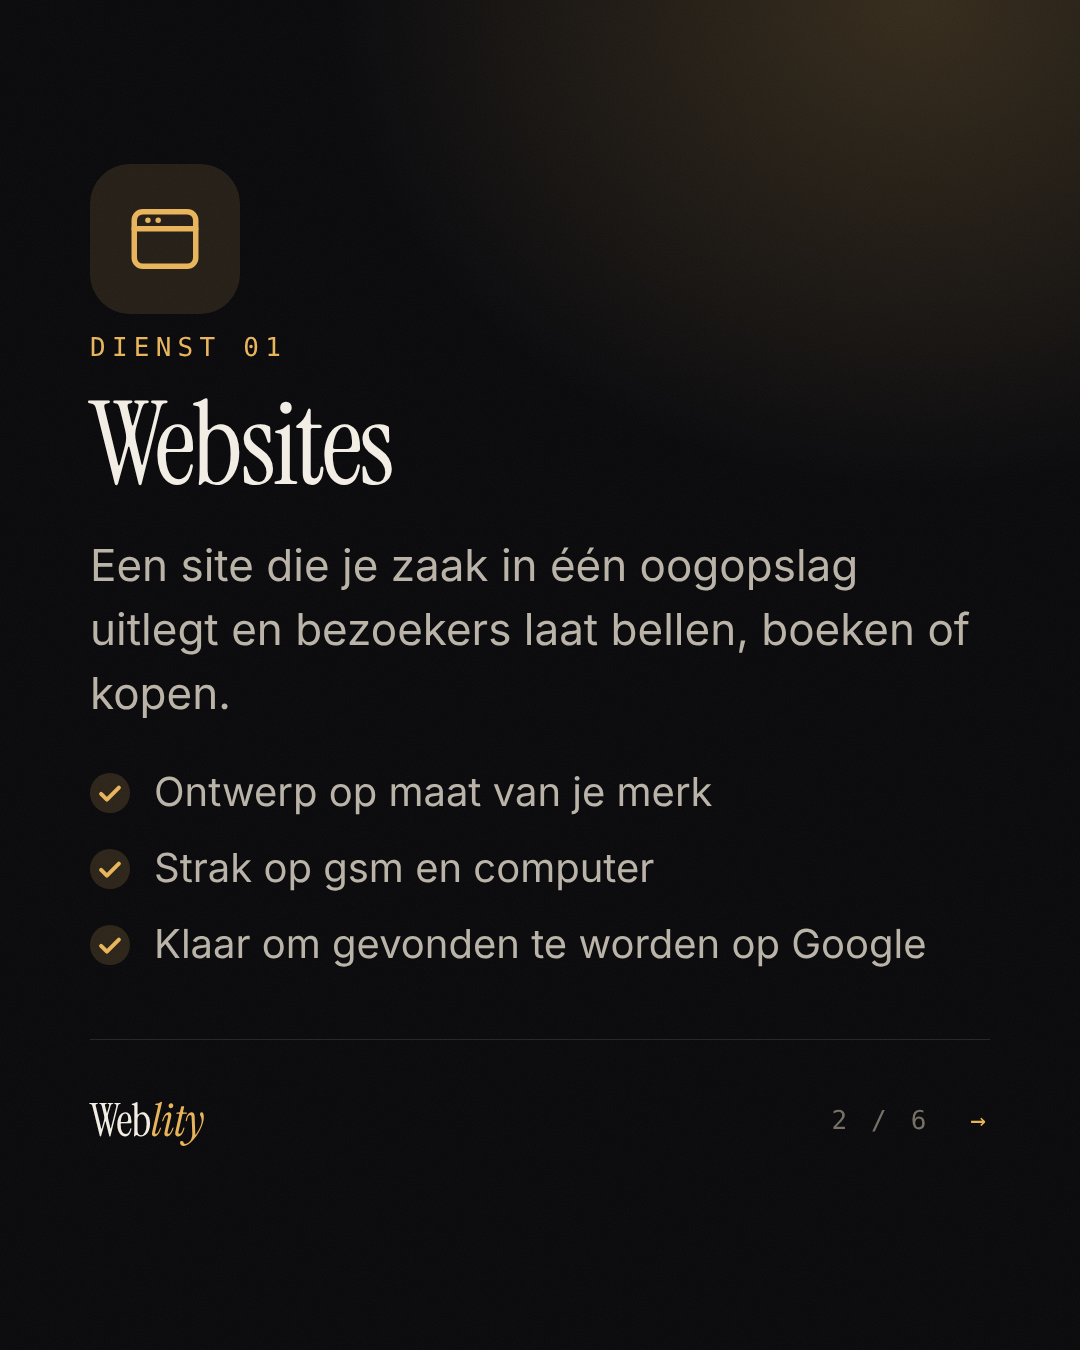 DIENST 01
Websites
Een site die je zaak in één oogopslag
uitlegt en bezoekers laat bellen, boeken of
kopen.
Ontwerp op maat van je merk
Strak op gsm en computer
Klaar om gevonden te worden op Google
Weblity
2 / 6 →